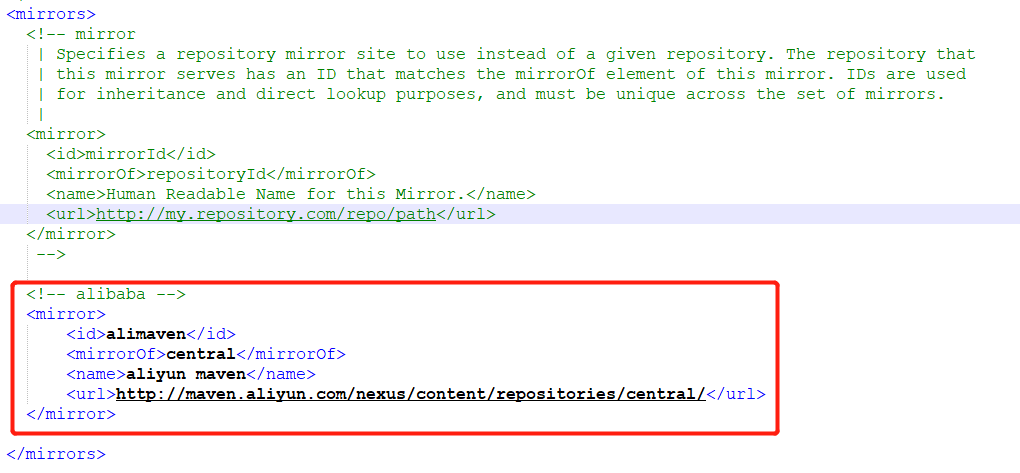 <mirrors>
<!-- mirror
| Specifies a repository mirror site to use instead of a given repository. The repository that
| this mirror serves has an ID that matches the mirrorOf element of this mirror. IDs are used
| for inheritance and direct lookup purposes, and must be unique across the set of mirrors.
|
<mirror>
<id>mirrorId</id>
<mirrorOf>repositoryId</mirrorOf>
<name>Human Readable Name for this Mirror.</name>
<url>http://my.repository.com/repo/path</url>
</mirror>
-->
<!-- alibaba -->
<mirror>
<id>alimaven</id>
<mirrorOf>central</mirrorOf>
<name>aliyun maven</name>
<url>http://maven.aliyun.com/nexus/content/repositories/central/</url>
</mirror>
</mirrors>